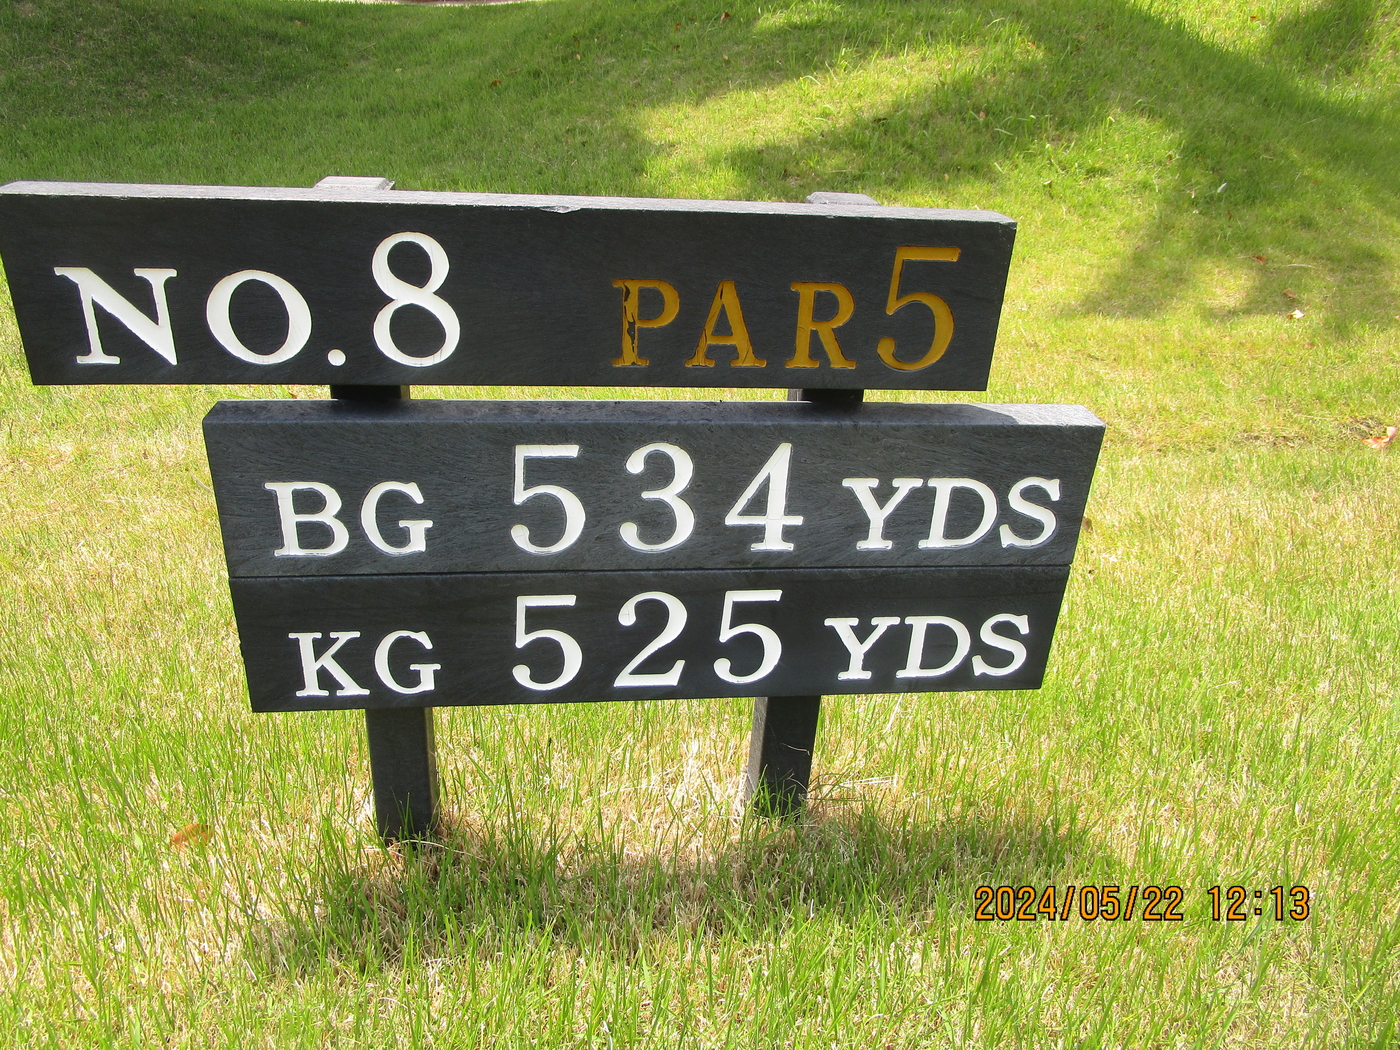 NO.8 PAR5
BG 534 YDS
KG 525 YDS
2024/05/22 12:13